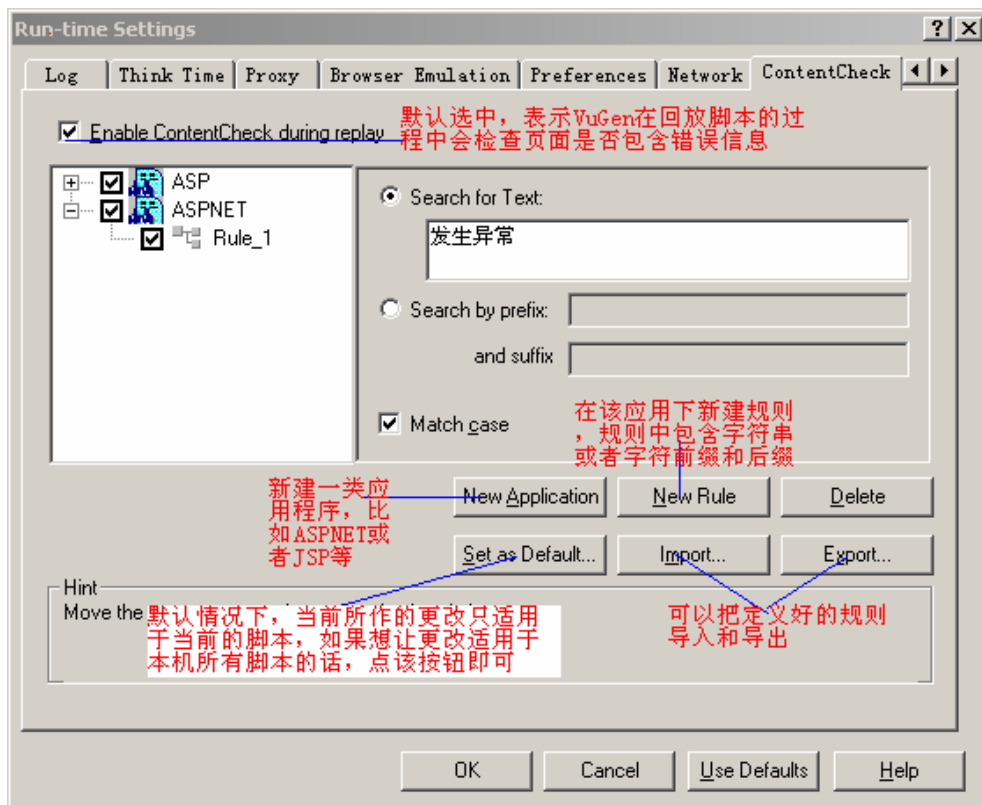 Run-time Settings
Log Think Time Proxy Browser Emulation Preferences Network ContentCheck
Enable ContentCheck during replay
默认选中，表示VuGen在回放脚本的过
程中会检查页面是否包含错误信息
ASP
ASPNET
Rule_1
Search for Text:
发生异常
Search by prefix:
and suffix
Match case
在该应用下新建规则
，规则中包含字符串
或者字符前缀和后缀
新建一类应
用程序，比
如ASPNET或
者JSP等
New Application New Rule Delete
Set as Default... Import... Export...
Hint
Move the
默认情况下，当前所作的更改只适用
于当前的脚本，如果想让更改适用于
本机所有脚本的话，点该按钮即可
可以把定义好的规则
导入和导出
OK Cancel Use Defaults Help